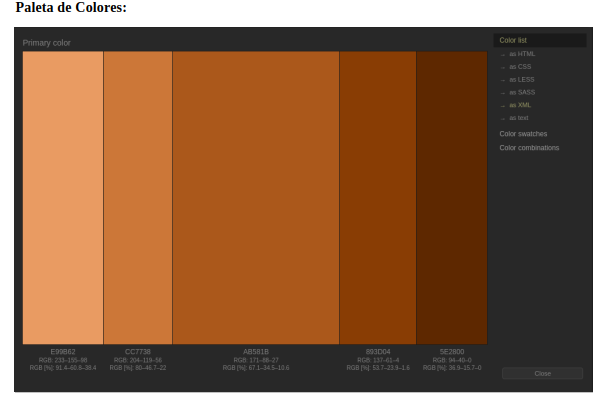 Paleta de Colores:
Primary color
Color list
→ as HTML
→ as CSS
→ as LESS
→ as SASS
→ as XML
→ as text
Color swatches
Color combinations
E99B62
RGB: 233–155–98
RGB [%]: 91.4–60.8–38.4
CC7738
RGB: 204–119–56
RGB [%]: 80–46.7–22
AB581B
RGB: 171–88–27
RGB [%]: 67.1–34.5–10.6
893D04
RGB: 137–61–4
RGB [%]: 53.7–23.9–1.6
5E2800
RGB: 94–40–0
RGB [%]: 36.9–15.7–0
Close